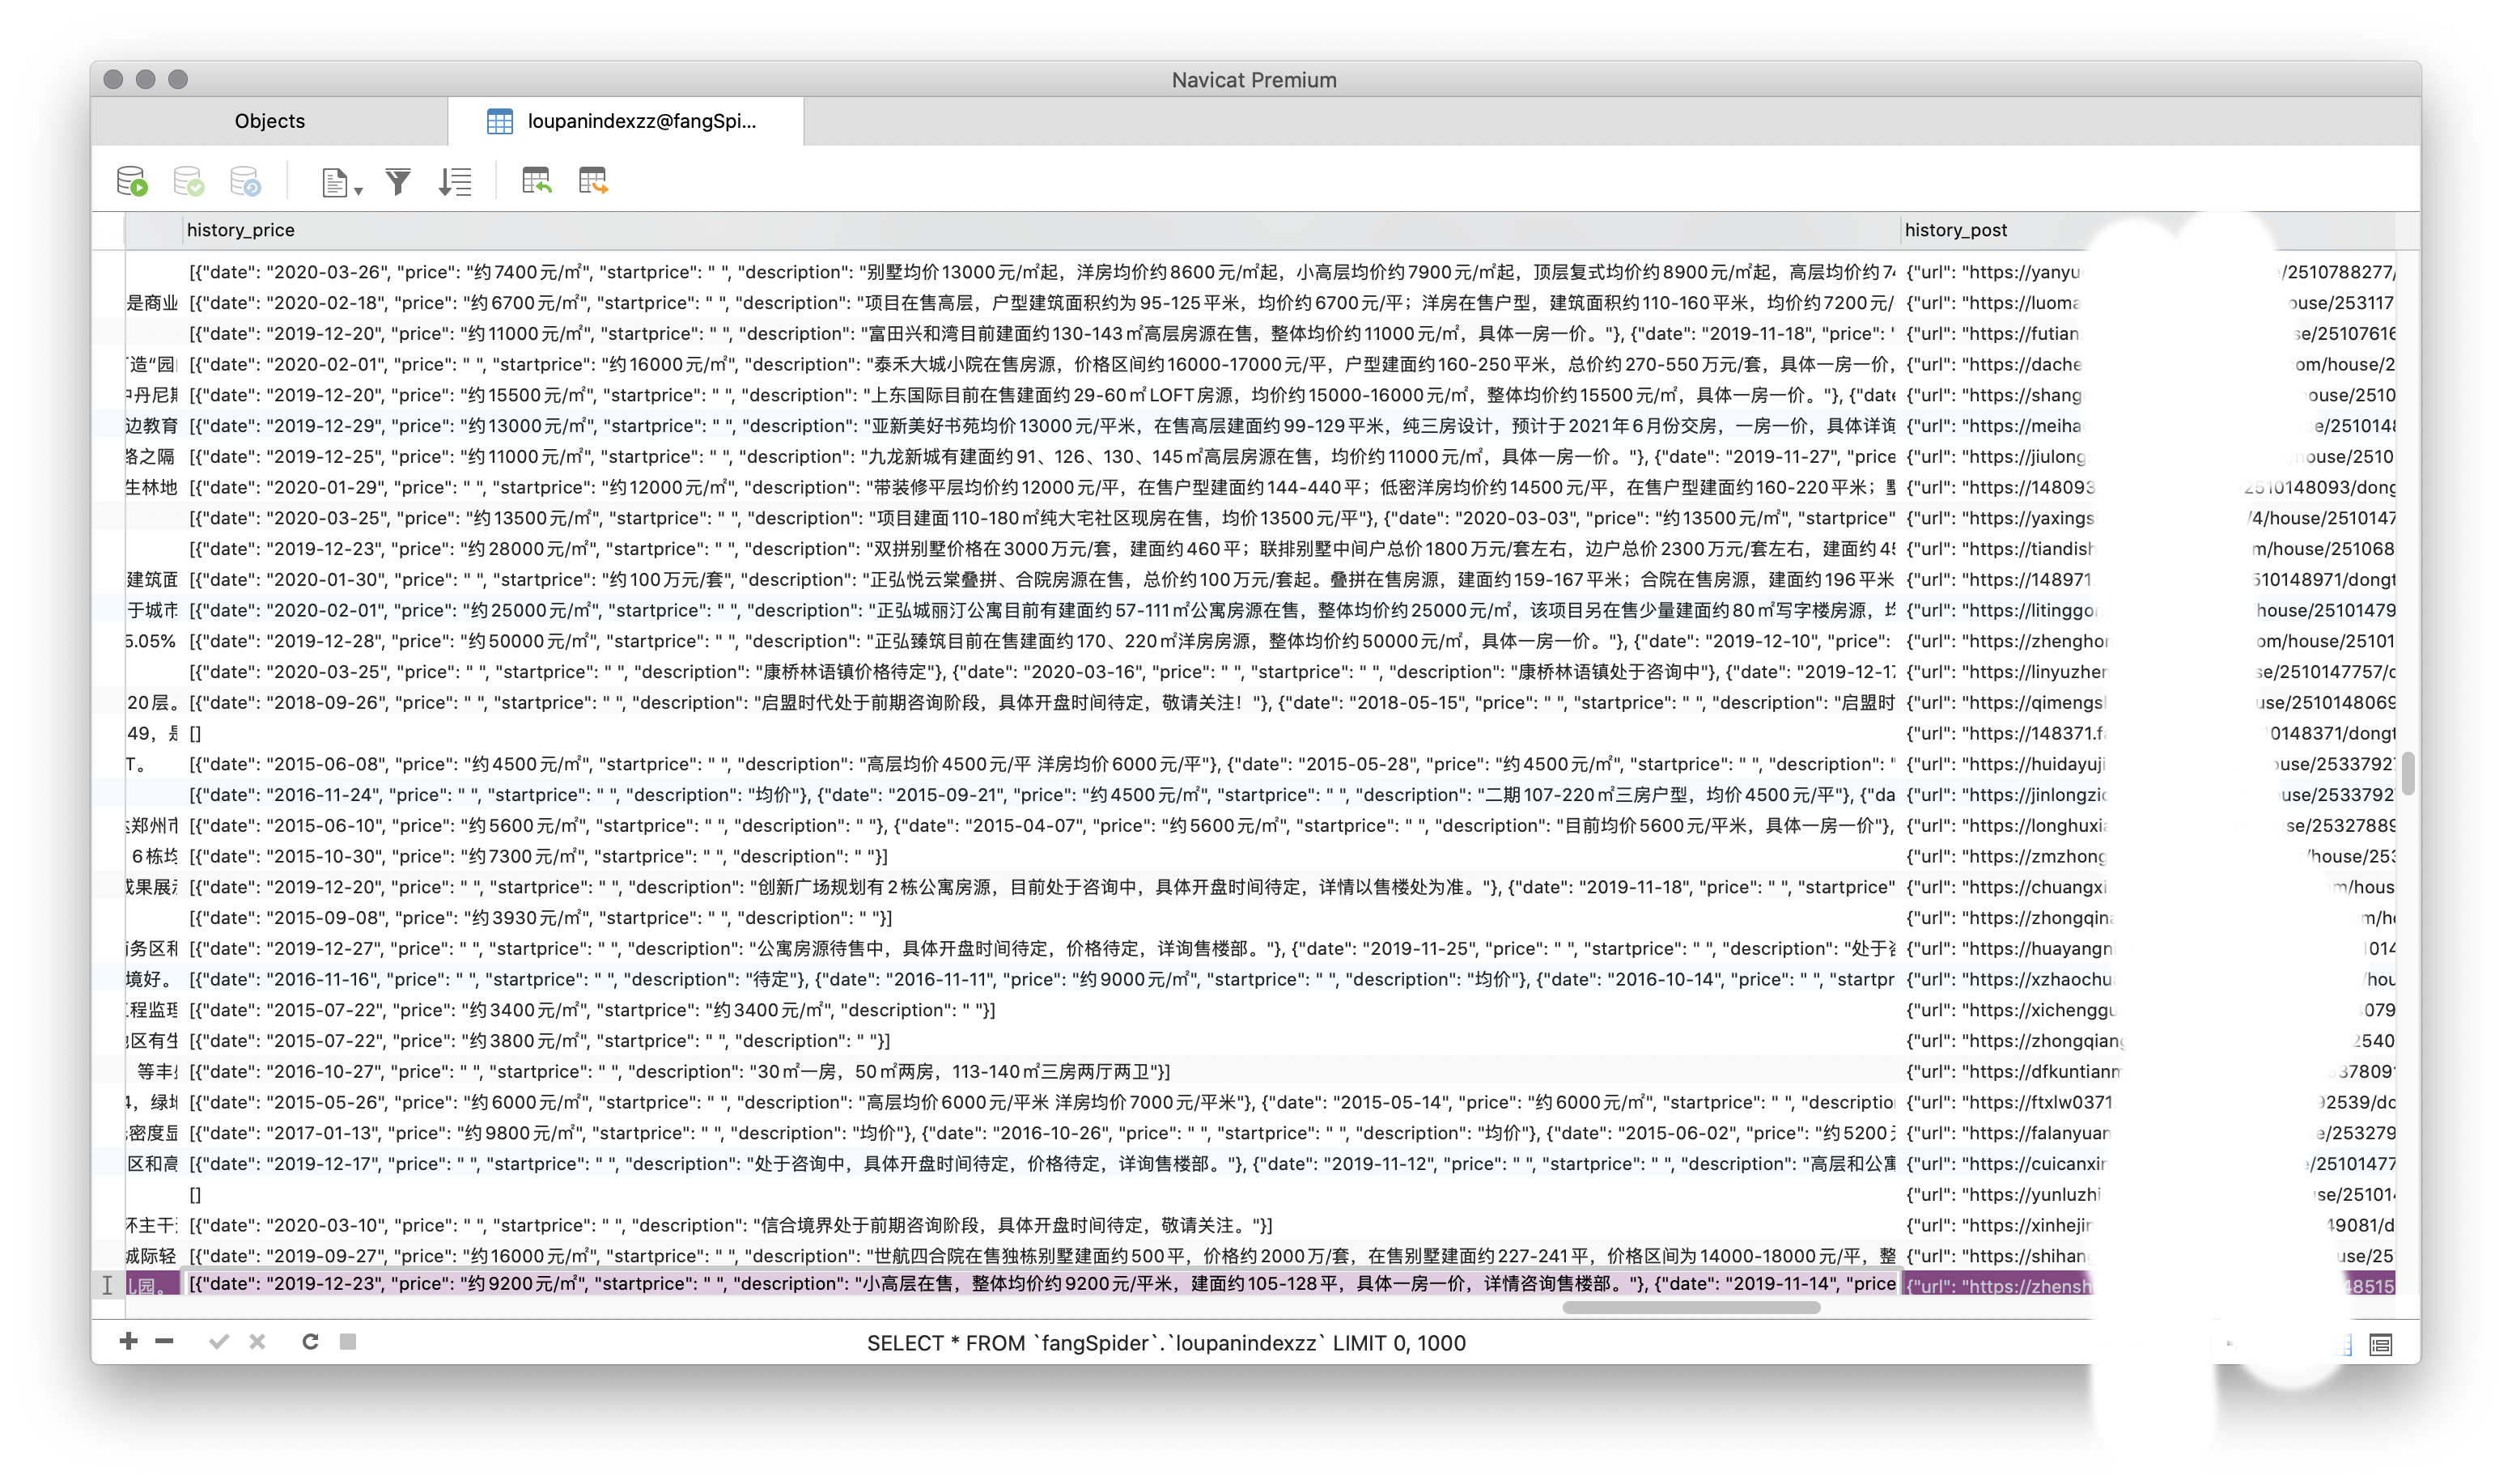 Navicat Premium
Objects
loupanindexzz@fangSpi...
history_price history_post
[{"date": "2020-03-26", "price": "约7400元/㎡", "startprice": " ", "description": "别墅均价13000元/㎡起，洋房均价约8600元/㎡起，小高层均价约7900元/㎡起，顶层复式均价约8900元/㎡起，高层均价约74 {"url": "https://yanyu /2510788277/
是商业 [{"date": "2020-02-18", "price": "约6700元/㎡", "startprice": " ", "description": "项目在售高层，户型建筑面积约为95-125平米，均价约6700元/平；洋房在售户型，建筑面积约110-160平米，均价约7200元/ {"url": "https://luoma ouse/253117
[{"date": "2019-12-20", "price": "约11000元/㎡", "startprice": " ", "description": "富田兴和湾目前建面约130-143㎡高层房源在售，整体均价约11000元/㎡，具体一房一价。"}, {"date": "2019-11-18", "price": " {"url": "https://futian se/25107616
造“园 [{"date": "2020-02-01", "price": " ", "startprice": "约16000元/㎡", "description": "泰禾大城小院在售房源，价格区间约16000-17000元/平，户型建面约160-250平米，总价约270-550万元/套，具体一房一价， {"url": "https://dache com/house/2
中丹尼斯 [{"date": "2019-12-20", "price": "约15500元/㎡", "startprice": " ", "description": "上东国际目前在售建面约29-60㎡LOFT房源，均价约15000-16000元/㎡，整体均价约15500元/㎡，具体一房一价。"}, {"date {"url": "https://shang ouse/2510
边教育 [{"date": "2019-12-29", "price": "约13000元/㎡", "startprice": " ", "description": "亚新美好书苑均价13000元/平米，在售高层建面约99-129平米，纯三房设计，预计于2021年6月份交房，一房一价，具体详询 {"url": "https://meiha e/2510148
路之隔 [{"date": "2019-12-25", "price": "约11000元/㎡", "startprice": " ", "description": "九龙新城有建面约91、126、130、145㎡高层房源在售，均价约11000元/㎡，具体一房一价。"}, {"date": "2019-11-27", "price {"url": "https://jiulong house/2510
生林地 [{"date": "2020-01-29", "price": " ", "startprice": "约12000元/㎡", "description": "带装修平层均价约12000元/平，在售户型建面约144-440平；低密洋房均价约14500元/平，在售户型建面约160-220平米； {"url": "https://148093 2510148093/dong
[{"date": "2020-03-25", "price": "约13500元/㎡", "startprice": " ", "description": "项目建面110-180㎡纯大宅社区现房在售，均价13500元/平"}, {"date": "2020-03-03", "price": "约13500元/㎡", "startprice" {"url": "https://yaxings /4/house/2510147
[{"date": "2019-12-23", "price": "约28000元/㎡", "startprice": " ", "description": "双拼别墅价格在3000万元/套，建面约460平；联排别墅中间户总价1800万元/套左右，边户总价2300万元/套左右，建面约45 {"url": "https://tiandish m/house/251068
建筑面 [{"date": "2020-01-30", "price": " ", "startprice": "约100万元/套", "description": "正弘悦云棠叠拼、合院房源在售，总价约100万元/套起。叠拼在售房源，建面约159-167平米；合院在售房源，建面约196平米 {"url": "https://148971 510148971/dongt
于城市 [{"date": "2020-02-01", "price": "约25000元/㎡", "startprice": " ", "description": "正弘城丽汀公寓目前有建面约57-111㎡公寓房源在售，整体均价约25000元/㎡，该项目另在售少量建面约80㎡写字楼房源，均 {"url": "https://litinggo house/25101479
5.05% [{"date": "2019-12-28", "price": "约50000元/㎡", "startprice": " ", "description": "正弘臻筑目前在售建面约170、220㎡洋房房源，整体均价约50000元/㎡，具体一房一价。"}, {"date": "2019-12-10", "price": {"url": "https://zhenghor om/house/25101
[{"date": "2020-03-25", "price": " ", "startprice": " ", "description": "康桥林语镇价格待定"}, {"date": "2020-03-16", "price": " ", "startprice": " ", "description": "康桥林语镇处于咨询中"}, {"date": "2019-12-17 {"url": "https://linyuzhen se/2510147757/d
20层。 [{"date": "2018-09-26", "price": " ", "startprice": " ", "description": "启盟时代处于前期咨询阶段，具体开盘时间待定，敬请关注！"}, {"date": "2018-05-15", "price": " ", "startprice": " ", "description": "启盟时 {"url": "https://qimengsl use/2510148069
49，是 [] {"url": "https://148371.f 0148371/dongt
T。 [{"date": "2015-06-08", "price": "约4500元/㎡", "startprice": " ", "description": "高层均价4500元/平 洋房均价6000元/平"}, {"date": "2015-05-28", "price": "约4500元/㎡", "startprice": " ", "description": " {"url": "https://huidayuji ouse/2533792
[{"date": "2016-11-24", "price": " ", "startprice": " ", "description": "均价"}, {"date": "2015-09-21", "price": "约4500元/㎡", "startprice": " ", "description": "二期107-220㎡三房户型，均价4500元/平"}, {"da {"url": "https://jinlongzi use/2533792
郑州市 [{"date": "2015-06-10", "price": "约5600元/㎡", "startprice": " ", "description": " "}, {"date": "2015-04-07", "price": "约5600元/㎡", "startprice": " ", "description": "目前均价5600元/平米，具体一房一价"}, {"url": "https://longhuxi se/25327889
6栋均 [{"date": "2015-10-30", "price": "约7300元/㎡", "startprice": " ", "description": " "}] {"url": "https://zmzhong /house/253
成果展示 [{"date": "2019-12-20", "price": " ", "startprice": " ", "description": "创新广场规划有2栋公寓房源，目前处于咨询中，具体开盘时间待定，详情以售楼处为准。"}, {"date": "2019-11-18", "price": " ", "startprice" {"url": "https://chuangxi m/hous
[{"date": "2015-09-08", "price": "约3930元/㎡", "startprice": " ", "description": " "}] {"url": "https://zhongqin m/h
商务区和 [{"date": "2019-12-27", "price": " ", "startprice": " ", "description": "公寓房源待售中，具体开盘时间待定，价格待定，详询售楼部。"}, {"date": "2019-11-25", "price": " ", "startprice": " ", "description": "处于咨 {"url": "https://huayangn 1014
境好。 [{"date": "2016-11-16", "price": " ", "startprice": " ", "description": "待定"}, {"date": "2016-11-11", "price": "约9000元/㎡", "startprice": " ", "description": "均价"}, {"date": "2016-10-14", "price": " ", "startpr {"url": "https://xzhaochu /hou
工程监理 [{"date": "2015-07-22", "price": "约3400元/㎡", "startprice": "约3400元/㎡", "description": " "}] {"url": "https://xichenggu 079
地区有生 [{"date": "2015-07-22", "price": "约3800元/㎡", "startprice": " ", "description": " "}] {"url": "https://zhongqiang 2540
等丰 [{"date": "2016-10-27", "price": " ", "startprice": " ", "description": "30㎡一房，50㎡两房，113-140㎡三房两厅两卫"}] {"url": "https://dfkuntianm 378091
4，绿地 [{"date": "2015-05-26", "price": "约6000元/㎡", "startprice": " ", "description": "高层均价6000元/平米 洋房均价7000元/平米"}, {"date": "2015-05-14", "price": "约6000元/㎡", "startprice": " ", "descriptio {"url": "https://ftxlw0371 92539/do
密度显 [{"date": "2017-01-13", "price": "约9800元/㎡", "startprice": " ", "description": "均价"}, {"date": "2016-10-26", "price": " ", "startprice": " ", "description": "均价"}, {"date": "2015-06-02", "price": "约5200 {"url": "https://falanyuan e/253279
区和高 [{"date": "2019-12-17", "price": " ", "startprice": " ", "description": "处于咨询中，具体开盘时间待定，价格待定，详询售楼部。"}, {"date": "2019-11-12", "price": " ", "startprice": " ", "description": "高层和公寓 {"url": "https://cuicanxin /25101477
[] {"url": "https://yunluzhi se/25101
环主干 [{"date": "2020-03-10", "price": " ", "startprice": " ", "description": "信合境界处于前期咨询阶段，具体开盘时间待定，敬请关注。"}] {"url": "https://xinhejin 49081/d
城际轻 [{"date": "2019-09-27", "price": "约16000元/㎡", "startprice": " ", "description": "世航四合院在售独栋别墅建面约500平，价格约2000万/套，在售别墅建面约227-241平，价格区间为14000-18000元/平，整 {"url": "https://shihang use/25
儿园。 [{"date": "2019-12-23", "price": "约9200元/㎡", "startprice": " ", "description": "小高层在售，整体均价约9200元/平米，建面约105-128平，具体一房一价，详情咨询售楼部。"}, {"date": "2019-11-14", "price {"url": "https://zhensh 48515
SELECT * FROM `fangSpider`.`loupanindexzz` LIMIT 0, 1000